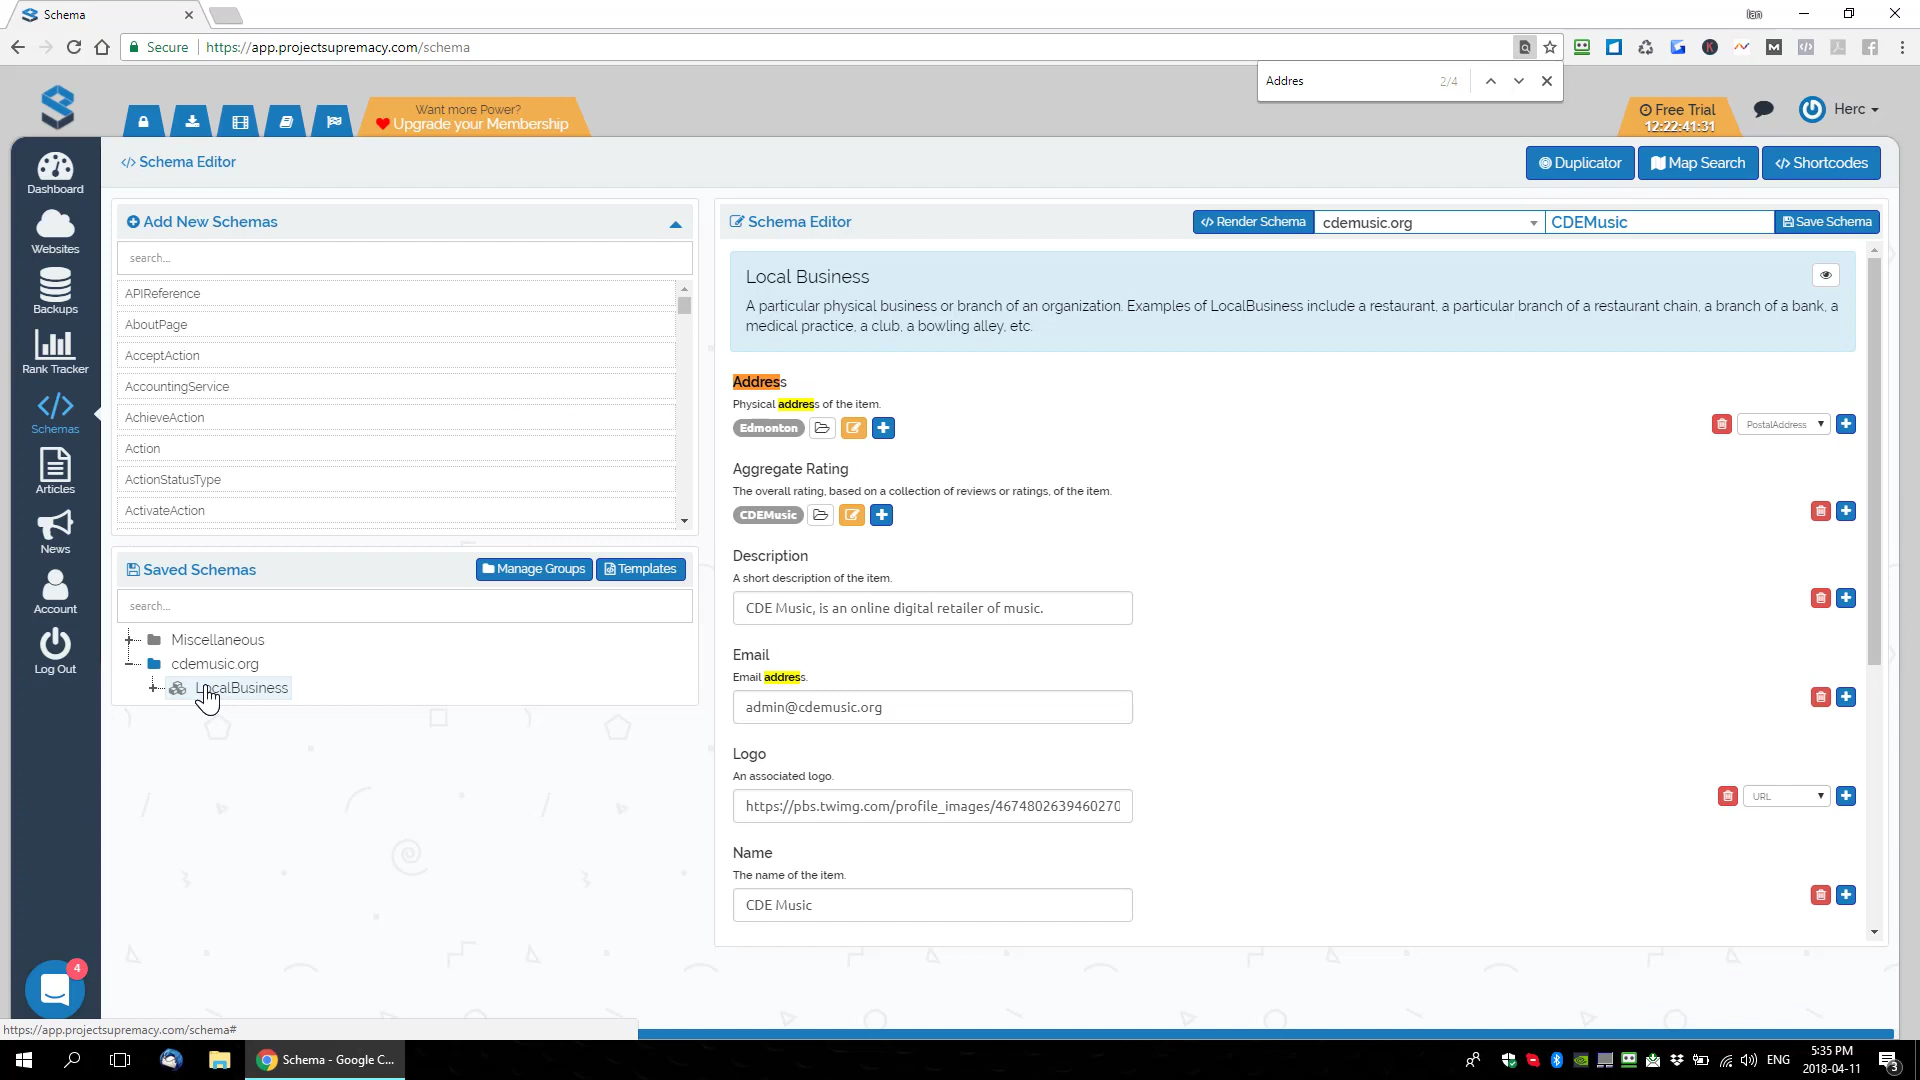 Schema
Ian
Secure
https://app.projectsupremacy.com/schema
Addres
2/4
Want more Power?
Upgrade your Membership
Free Trial
12:22:41:31
Herc
Dashboard
Websites
Backups
Rank Tracker
Schemas
Articles
News
Account
Log Out
4
</> Schema Editor
Duplicator
Map Search
</> Shortcodes
Add New Schemas
search...
APIReference
AboutPage
AcceptAction
AccountingService
AchieveAction
Action
ActionStatusType
ActivateAction
Saved Schemas
Manage Groups
Templates
search...
Miscellaneous
cdemusic.org
LocalBusiness
Schema Editor
</> Render Schema
cdemusic.org
CDEMusic
Save Schema
Local Business
A particular physical business or branch of an organization. Examples of LocalBusiness include a restaurant, a particular branch of a restaurant chain, a branch of a bank, a
medical practice, a club, a bowling alley, etc.
Address
Physical address of the item.
Edmonton
PostalAddress
Aggregate Rating
The overall rating, based on a collection of reviews or ratings, of the item.
CDEMusic
Description
A short description of the item.
CDE Music, is an online digital retailer of music.
Email
Email address.
admin@cdemusic.org
Logo
An associated logo.
https://pbs.twimg.com/profile_images/4674802639460270
URL
Name
The name of the item.
CDE Music
https://app.projectsupremacy.com/schema#
Schema - Google C...
ENG
5:35 PM
2018-04-11
3